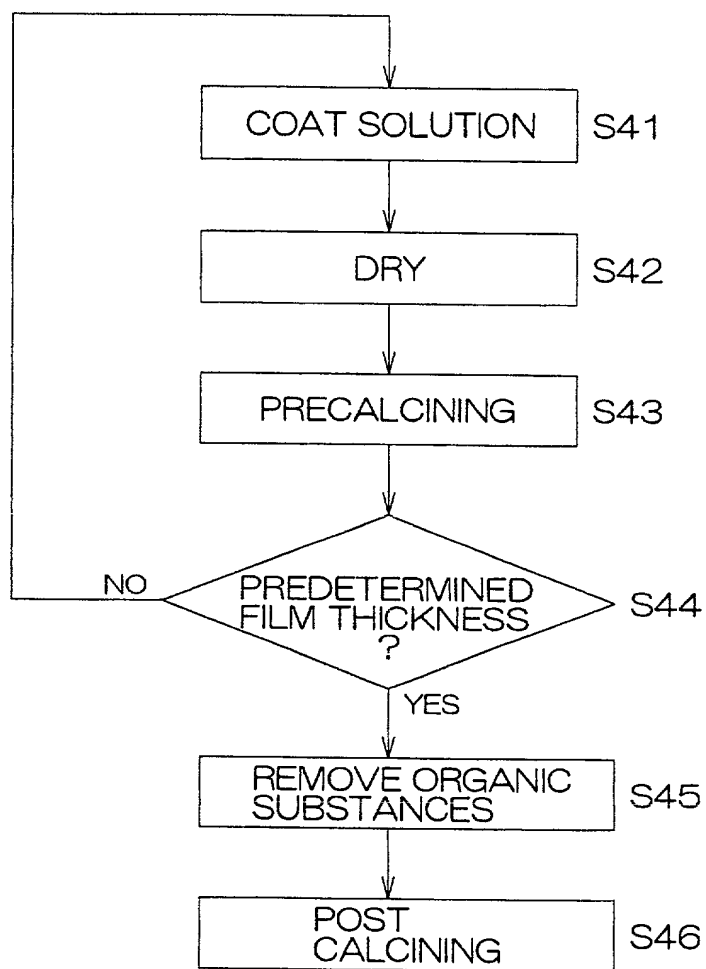 COAT SOLUTION S41
DRY S42
PRECALCINING S43
NO
PREDETERMINED
FILM THICKNESS S44
?
YES
REMOVE ORGANIC
SUBSTANCES S45
POST
CALCINING S46